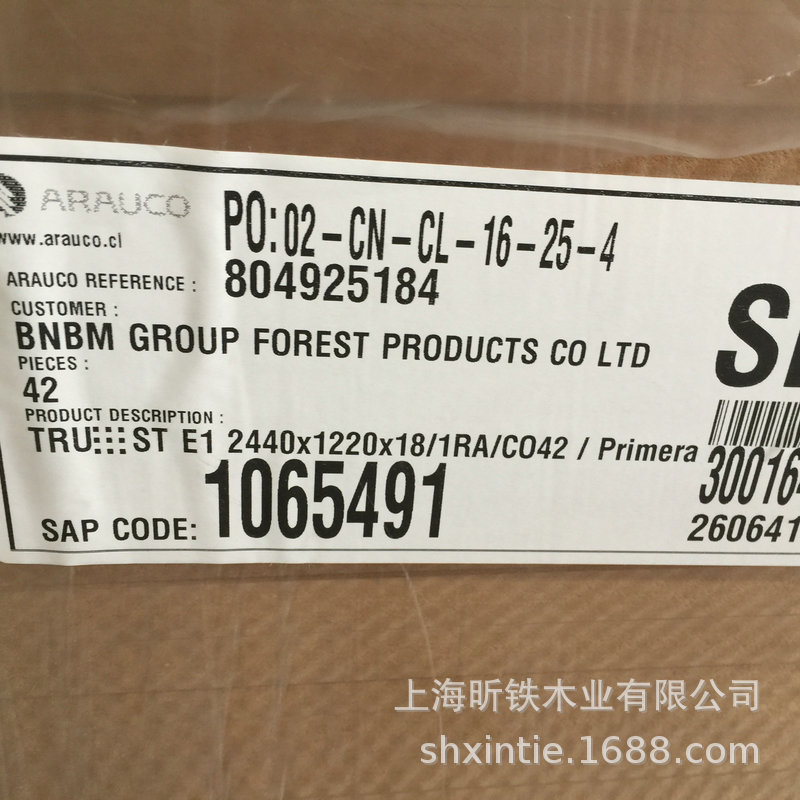 ARAUCO
www.arauco.cl
PO:02-CN-CL-16-25-4
ARAUCO REFERENCE : 804925184
CUSTOMER :
BNBM GROUP FOREST PRODUCTS CO LTD
PIECES :
42
PRODUCT DESCRIPTION :
TRU ST E1 2440x1220x18/1RA/CO42 / Primera
SAP CODE: 1065491
300164
260641
上海昕铁木业有限公司
shxintie.1688.com